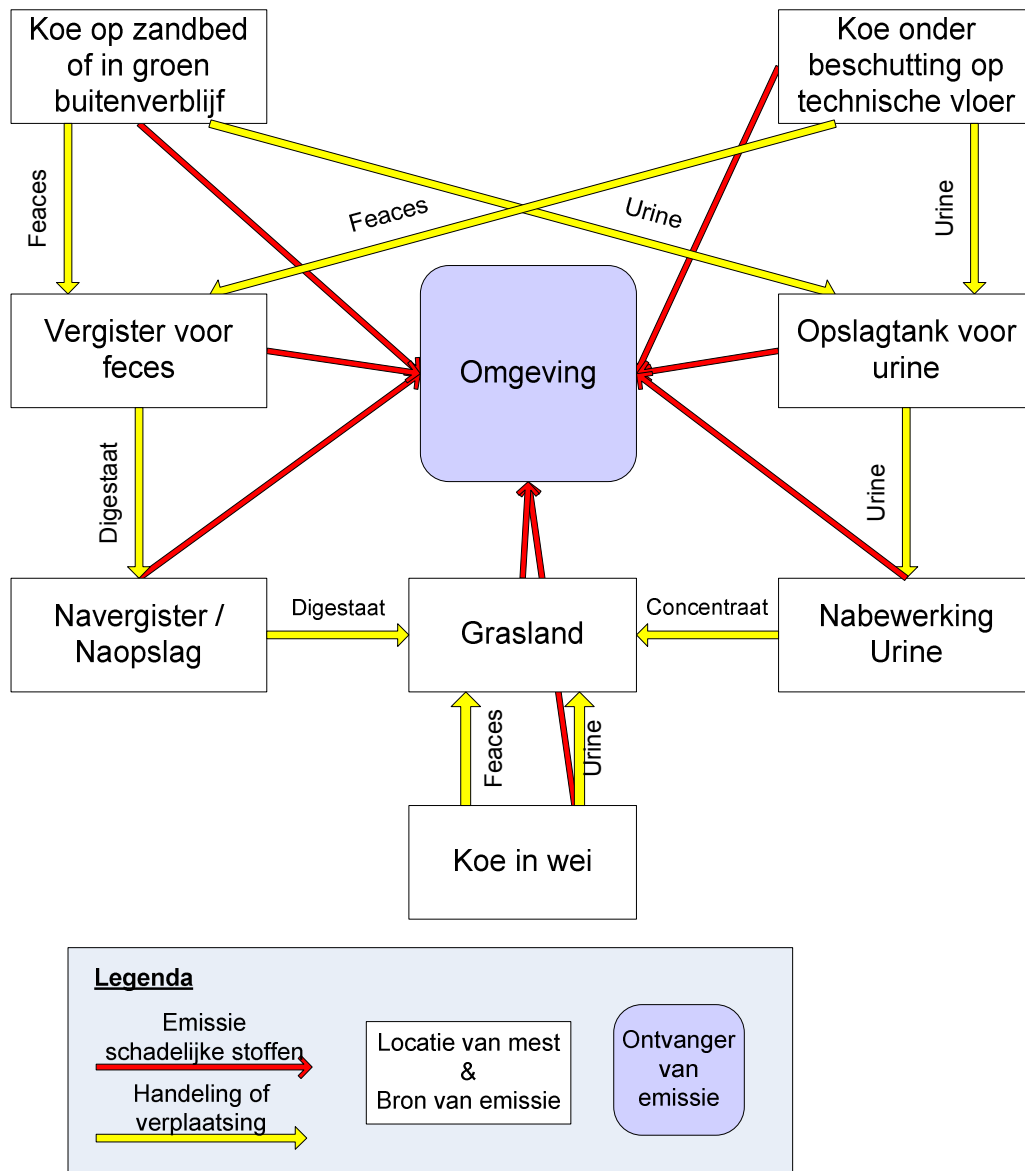 Koe op zandbed
of in groen
buitenverblijf
Koe onder
beschutting op
technische vloer
Feaces
Feaces
Urine
Urine
Vergister voor
feces
Omgeving
Opslagtank voor
urine
Digestaat
Urine
Navergister /
Naopslag
Digestaat
Grasland
Concentraat
Nabewerking
Urine
Feaces
Urine
Koe in wei
Legenda
Emissie
schadelijke stoffen
Handeling of
verplaatsing
Locatie van mest
&
Bron van emissie
Ontvanger
van
emissie